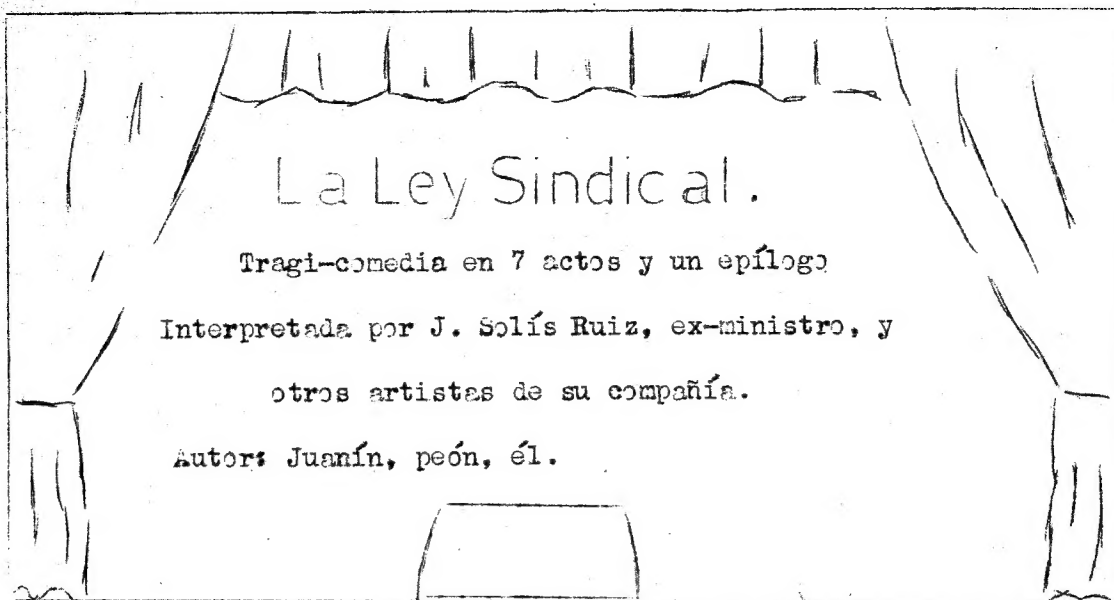 La Ley Sindical.
Tragi-comedia en 7 actos y un epílogo
Interpretada por J. Solís Ruiz, ex-ministro, y
otros artistas de su compañía.
Autor: Juanín, peón, él.